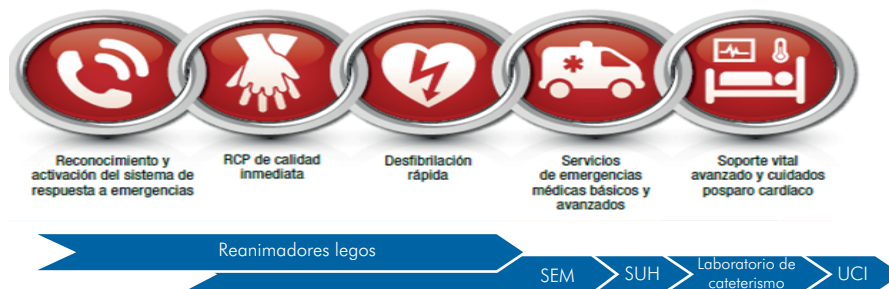 Reconocimiento y
activación del sistema de
respuesta a emergencias
RCP de calidad
inmediata
Desfibrilación
rápida
Servicios
de emergencias
médicas básicos y
avanzados
Soporte vital
avanzado y cuidados
posparo cardíaco
Reanimadores legos
SEM
SUH
Laboratorio de
cateterismo
UCI